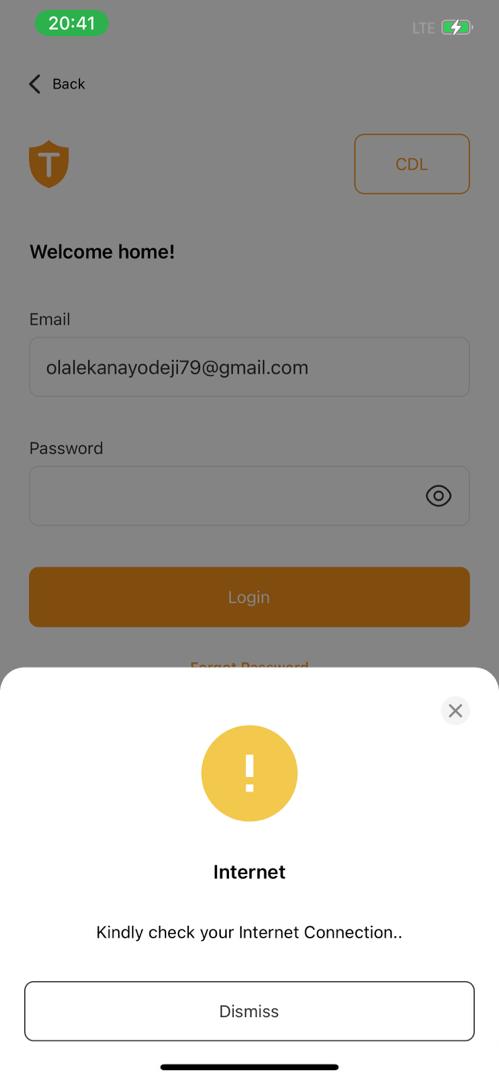 20:41
LTE
Back
T
CDL
Welcome home!
Email
olalekanayodeji79@gmail.com
Password
Login
Forgot Password
!
Internet
Kindly check your Internet Connection..
Dismiss